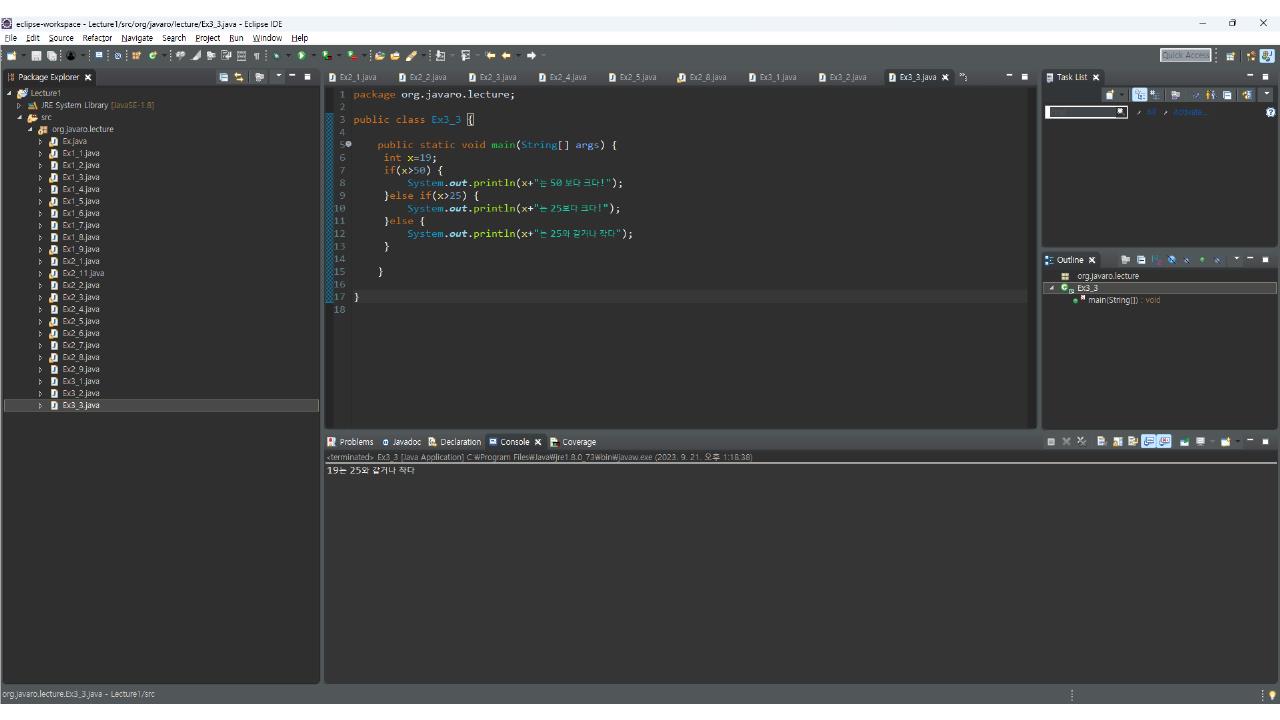 eclipse-workspace - Lecture1/src/org/javaro/lecture/Ex3_3.java - Eclipse IDE
File Edit Source Refactor Navigate Search Project Run Window Help
Quick Access
Package Explorer
Lecture1
JRE System Library [JavaSE-1.8]
src
org.javaro.lecture
Ex.java
Ex1_1.java
Ex1_2.java
Ex1_3.java
Ex1_4.java
Ex1_5.java
Ex1_6.java
Ex1_7.java
Ex1_8.java
Ex1_9.java
Ex2_1.java
Ex2_11.java
Ex2_2.java
Ex2_3.java
Ex2_4.java
Ex2_5.java
Ex2_6.java
Ex2_7.java
Ex2_8.java
Ex2_9.java
Ex3_1.java
Ex3_2.java
Ex3_3.java
Ex2_1.java Ex2_2.java Ex2_3.java Ex2_4.java Ex2_5.java Ex2_8.java Ex3_1.java Ex3_2.java Ex3_3.java
1 package org.javaro.lecture;
2
3 public class Ex3_3 {
4
5 public static void main(String[] args) {
6 int x=19;
7 if(x>50) {
8 System.out.println(x+"는 50 보다 크다!");
9 }else if(x>25) {
10 System.out.println(x+"는 25보다 크다!");
11 }else {
12 System.out.println(x+"는 25와 같거나 작다");
13 }
14
15 }
16
17 }
18
Task List
All Activate...
Outline
org.javaro.lecture
Ex3_3
main(String[]) : void
Problems Javadoc Declaration Console Coverage
<terminated> Ex3_3 [Java Application] C:₩Program Files₩Java₩jre1.8.0_73₩bin₩javaw.exe (2023. 9. 21. 오후 1:18:38)
19는 25와 같거나 작다
org.javaro.lecture.Ex3_3.java - Lecture1/src